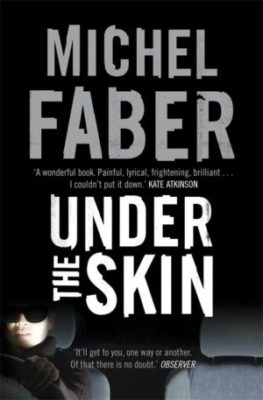 MICHEL
FABER
'A wonderful book. Painful, lyrical, frightening, brilliant . . .
I couldn't put it down.' KATE ATKINSON
UNDER
THE SKIN
'It'll get to you, one way or another.
Of that there is no doubt.' OBSERVER